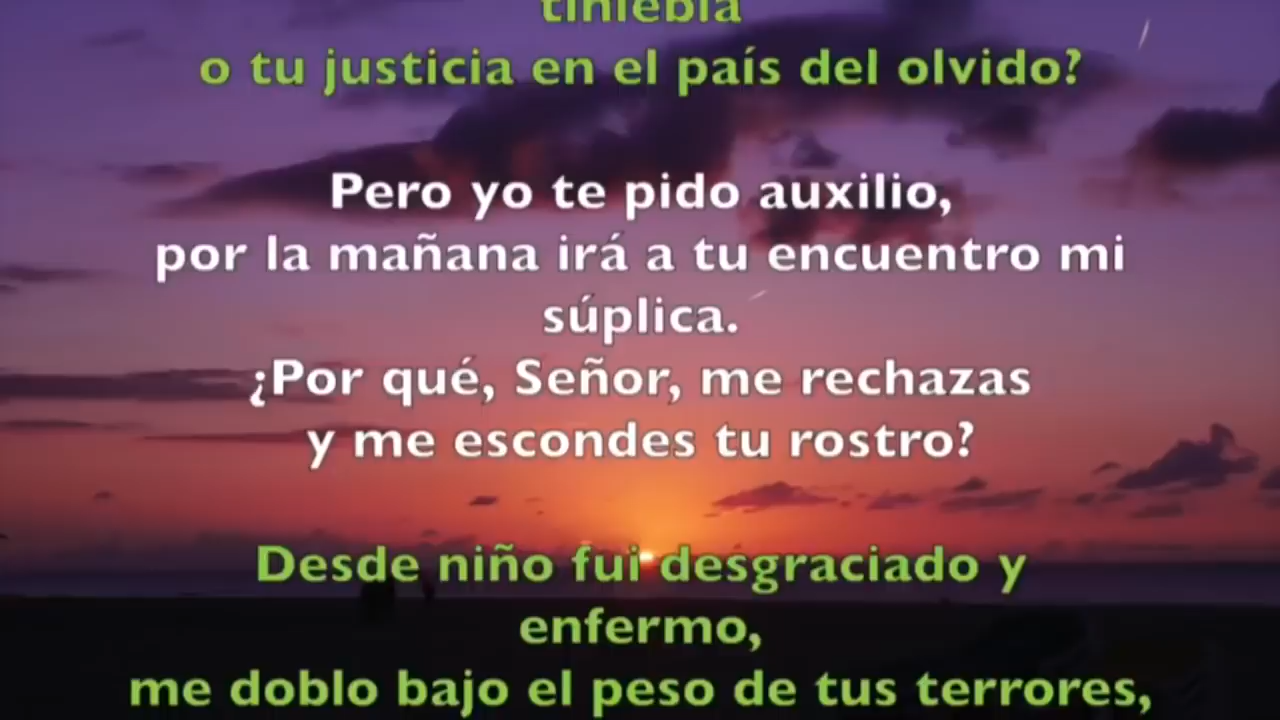 tiniebla
o tu justicia en el país del olvido?
Pero yo te pido auxilio,
por la mañana irá a tu encuentro mi
súplica.
¿Por qué, Señor, me rechazas
y me escondes tu rostro?
Desde niño fui desgraciado y
enfermo,
me doblo bajo el peso de tus terrores,